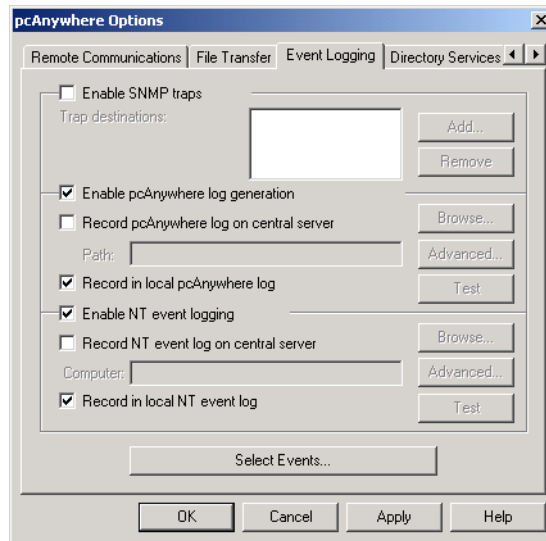 pcAnywhere Options
Remote Communications File Transfer Event Logging Directory Services
Enable SNMP traps
Trap destinations:
Add...
Remove
Enable pcAnywhere log generation
Record pcAnywhere log on central server
Browse...
Path:
Advanced...
Record in local pcAnywhere log
Test
Enable NT event logging
Record NT event log on central server
Browse...
Computer:
Advanced...
Record in local NT event log
Test
Select Events...
OK Cancel Apply Help